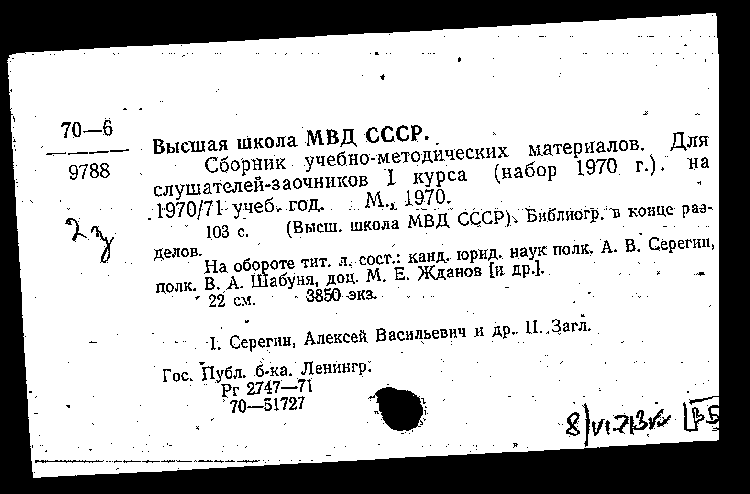 70—6
9788
Высшая школа МВД СССР.
Сборник учебно-методических материалов. Для
слушателей-заочников I курса (набор 1970 г.). на
1970/71 учеб. год. М., 1970.
103 с. (Высш. школа МВД СССР). Библиогр. в конце раз-
делов.
На обороте тит. л. сост.: канд. юрид. наук полк. А. В. Серегин,
полк. В. А. Шабуня, доц. М. Е. Жданов [и др.].
22 см. 3850 экз.
I. Серегин, Алексей Васильевич и др. II. Загл.
Гос. Публ. б-ка. Ленингр.
Рг 2747—71
70—51727